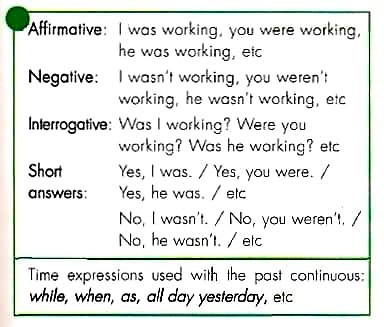 Affirmative: I was working, you were working,
he was working, etc
Negative: I wasn't working, you weren't
working, he wasn't working, etc
Interrogative: Was I working? Were you
working? Was he working? etc
Short Yes, I was. / Yes, you were. /
answers: Yes, he was. / etc
No, I wasn't. / No, you weren't. /
No, he wasn't. / etc
Time expressions used with the past continuous:
while, when, as, all day yesterday, etc